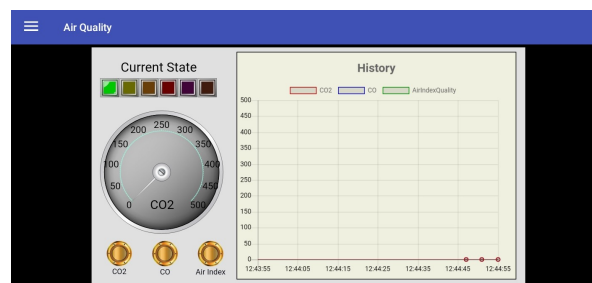 Air Quality
Current State
0
50
100
150
200
250
300
350
400
450
500
CO2
CO2
CO
Air Index
History
CO2
CO
AirIndexQuality
500
450
400
350
300
250
200
150
100
50
0
12:43:55
12:44:05
12:44:15
12:44:25
12:44:35
12:44:45
12:44:55